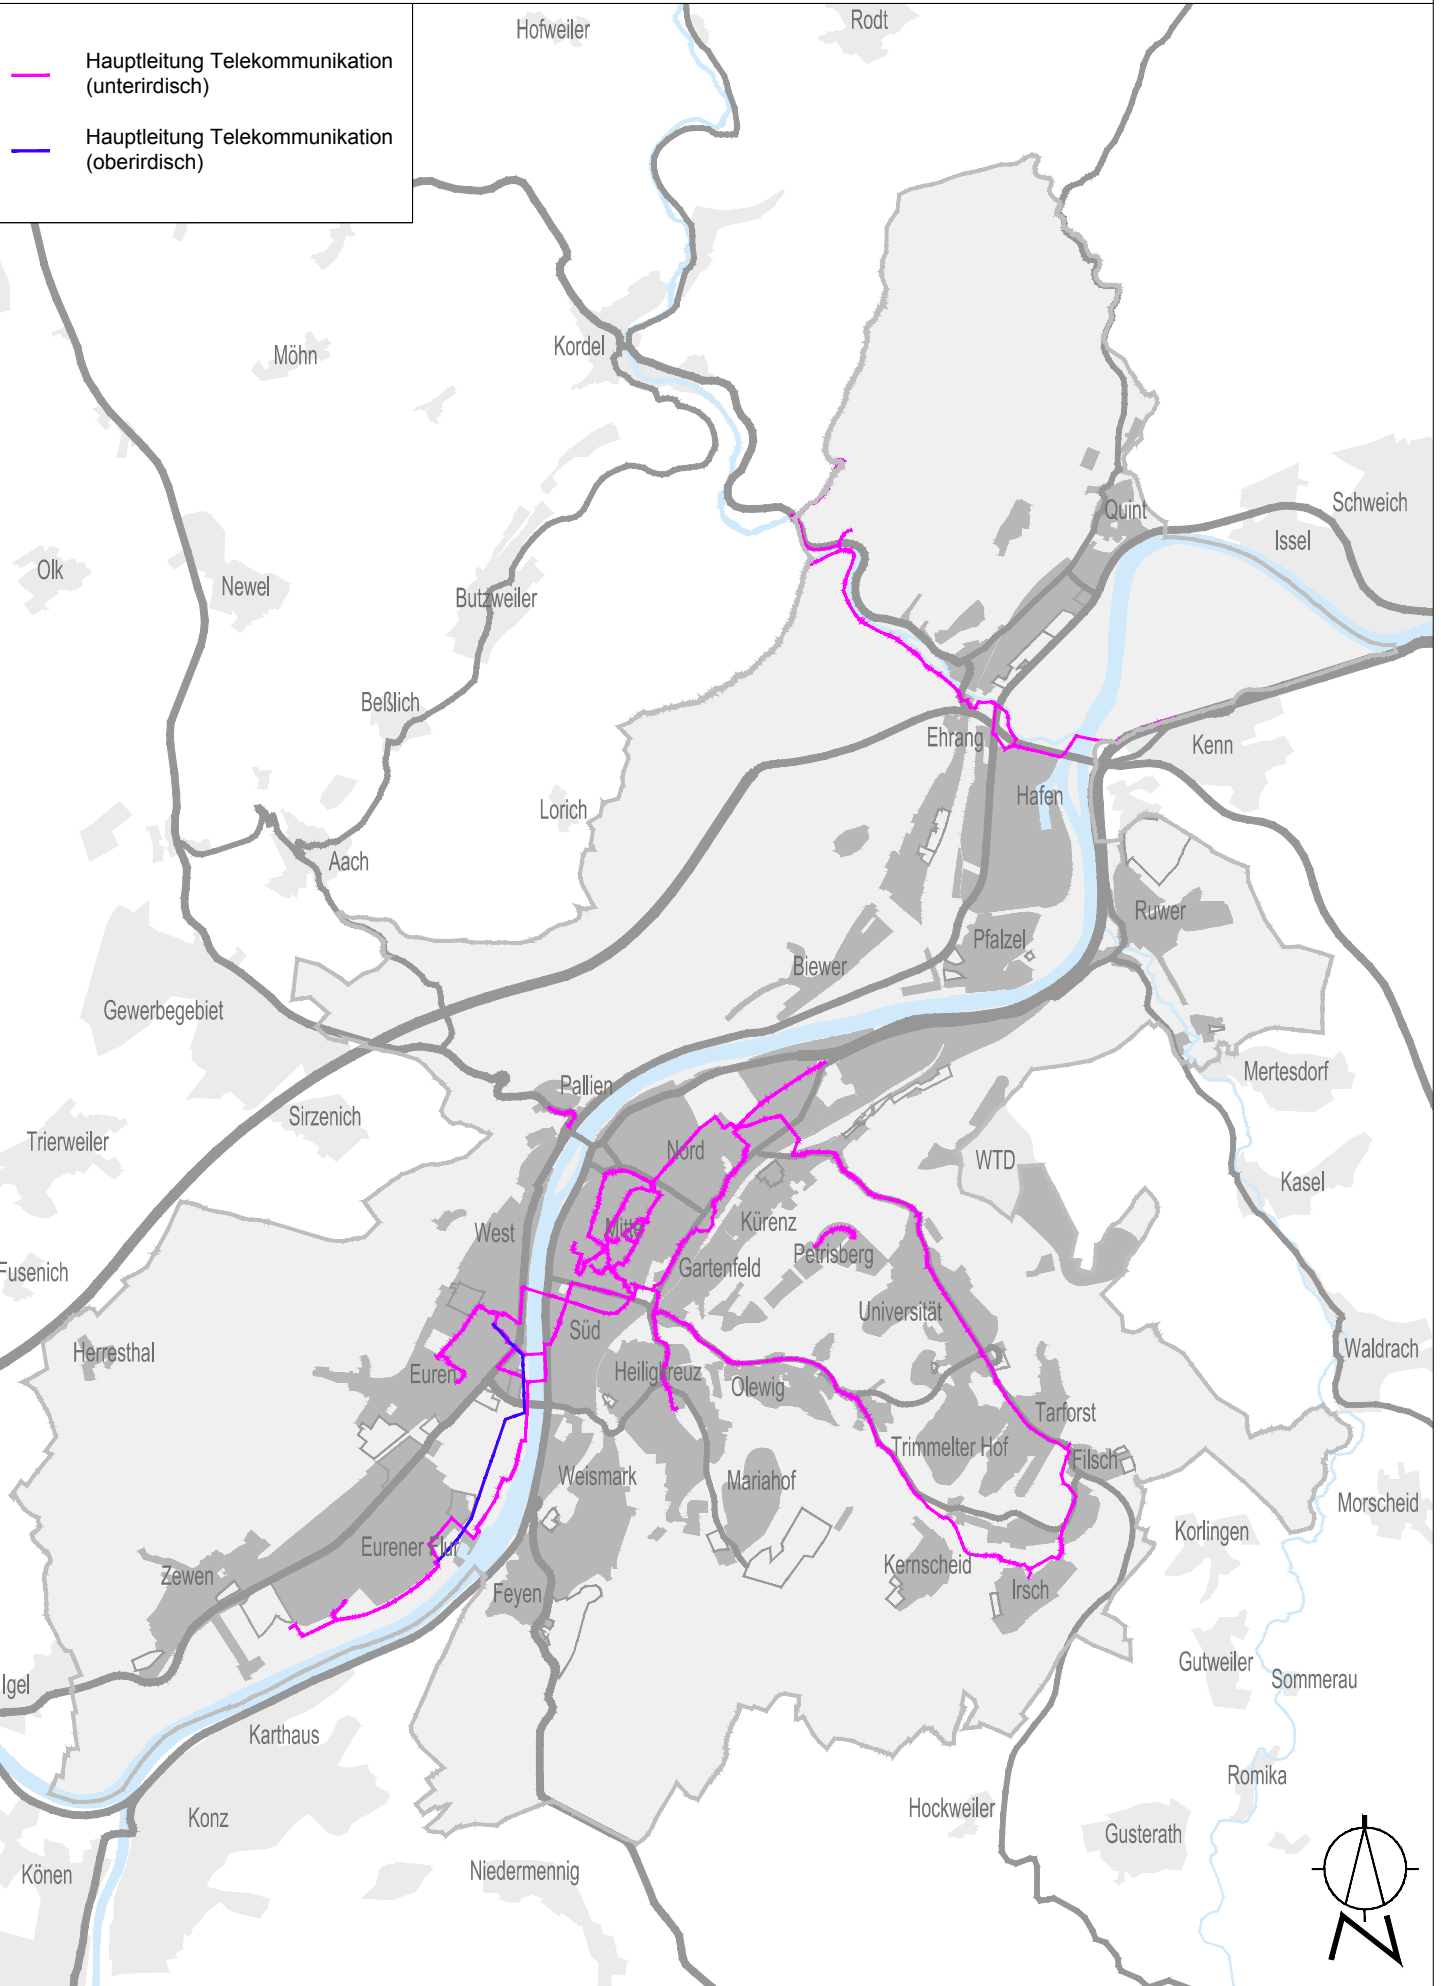 Hofweiler
Rodt
Hauptleitung Telekommunikation
(unterirdisch)
Hauptleitung Telekommunikation
(oberirdisch)
Möhn
Kordel
Quint
Schweich
Issel
Olk
Newel
Butzweiler
Beßlich
Ehrang
Kenn
Lorich
Hafen
Aach
Ruwer
Pfalzel
Biewer
Gewerbegebiet
Mertesdorf
Pallien
Sirzenich
Trierweiler
Nord
WTD
Kasel
West
Mitte
Kürenz
Petrisberg
Fusenich
Gartenfeld
Universität
Süd
Herresthal
Waldrach
Euren
Heiligkreuz
Olewig
Tarforst
Trimmelter Hof
Filsch
Weismark
Mariahof
Morscheid
Korlingen
Eurener Flur
Zewen
Kernscheid
Irsch
Feyen
Gutweiler
Sommerau
Igel
Karthaus
Romika
Konz
Hockweiler
Gusterath
Könen
Niedermennig
N